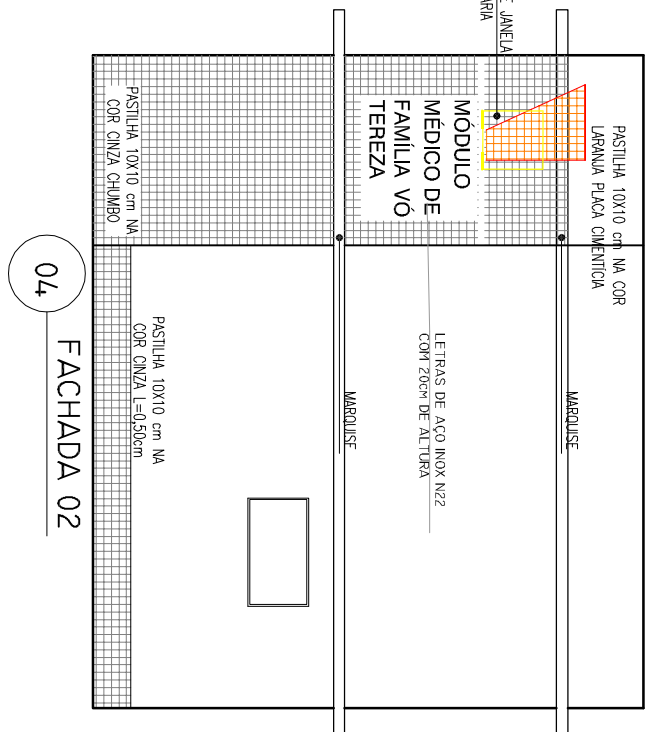 PASTILHA 10X10 cm NA COR
LARANJA PLACA CIMENTÍCIA
JANELA
MARQUISE
MÓDULO
MÉDICO DE
FAMÍLIA VÓ
TEREZA
LETRAS DE AÇO INOX N22
COM 20cm DE ALTURA
MARQUISE
PASTILHA 10X10 cm NA
COR CINZA CHUMBO
PASTILHA 10X10 cm NA
COR CINZA L=0,50cm
04
FACHADA 02